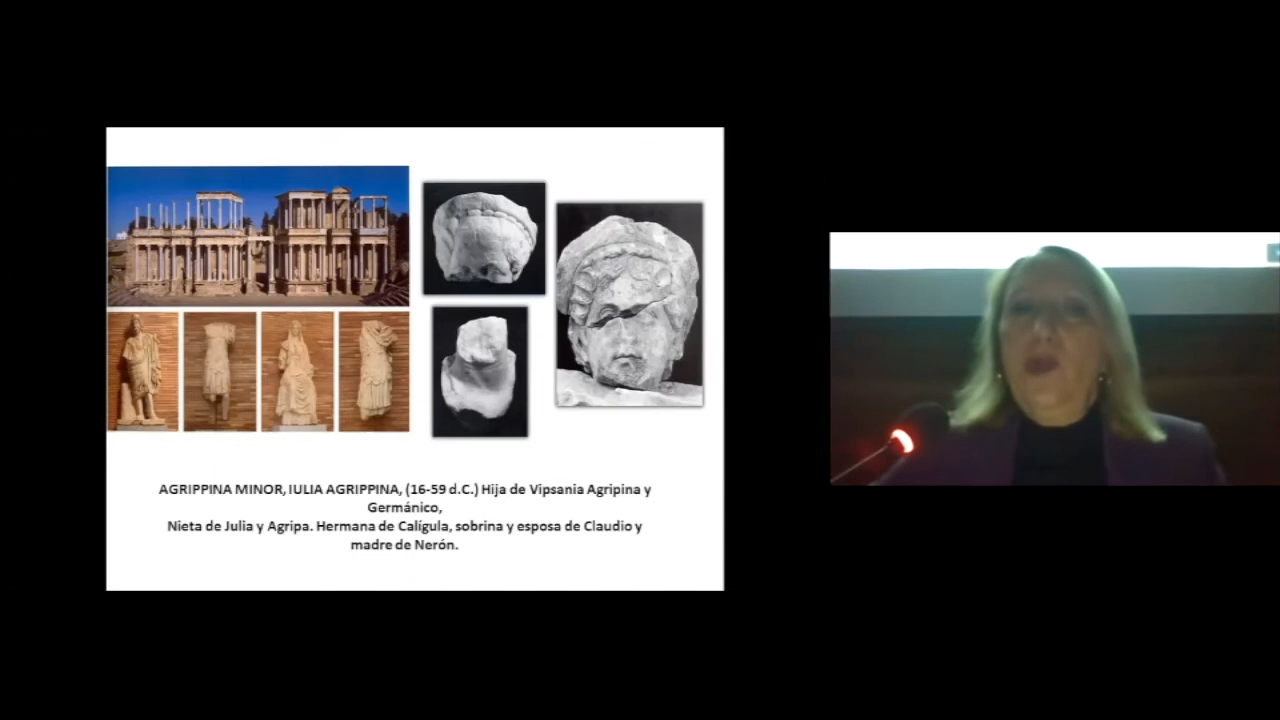 AGRIPPINA MINOR, IULIA AGRIPPINA, (16-59 d.C.) Hija de Vipsania Agripina y
Germánico,
Nieta de Julia y Agripa. Hermana de Calígula, sobrina y esposa de Claudio y
madre de Nerón.